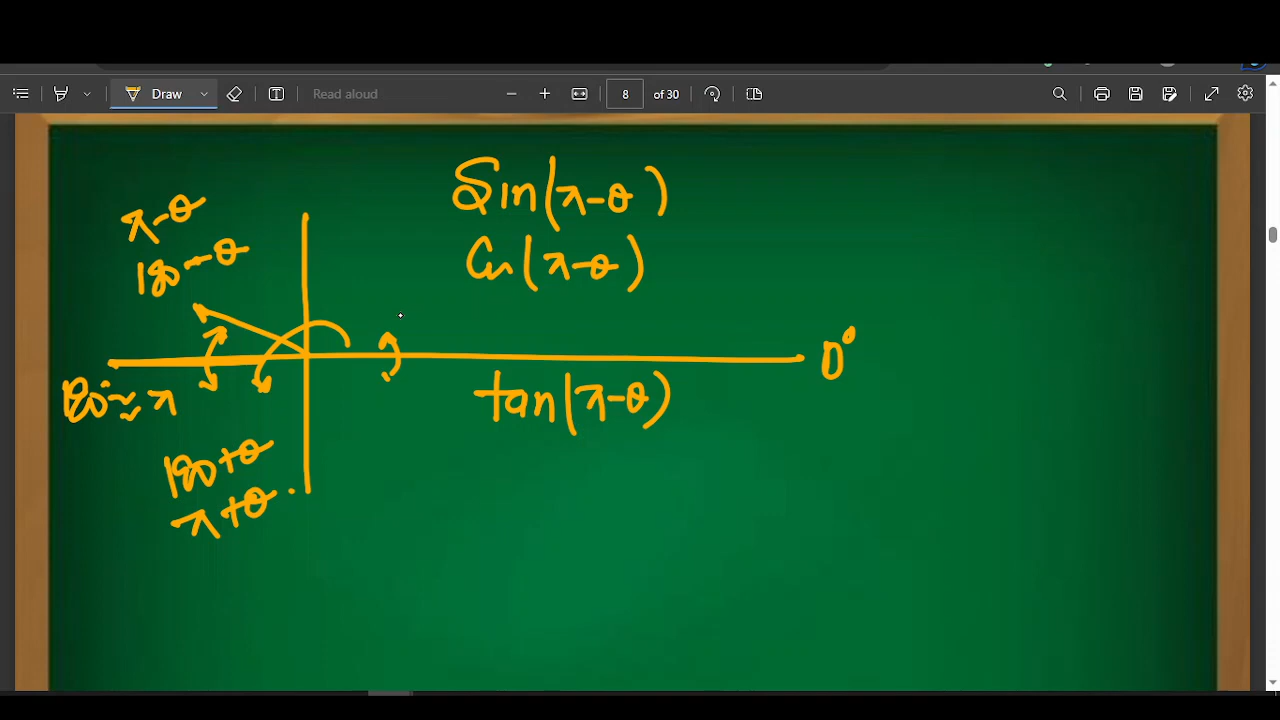 Draw
Read aloud
8 of 30
Sin(π-θ)
π-θ
180-θ
Cos(π-θ)
0°
180° ≈ π
tan(π-θ)
180+θ
π+θ